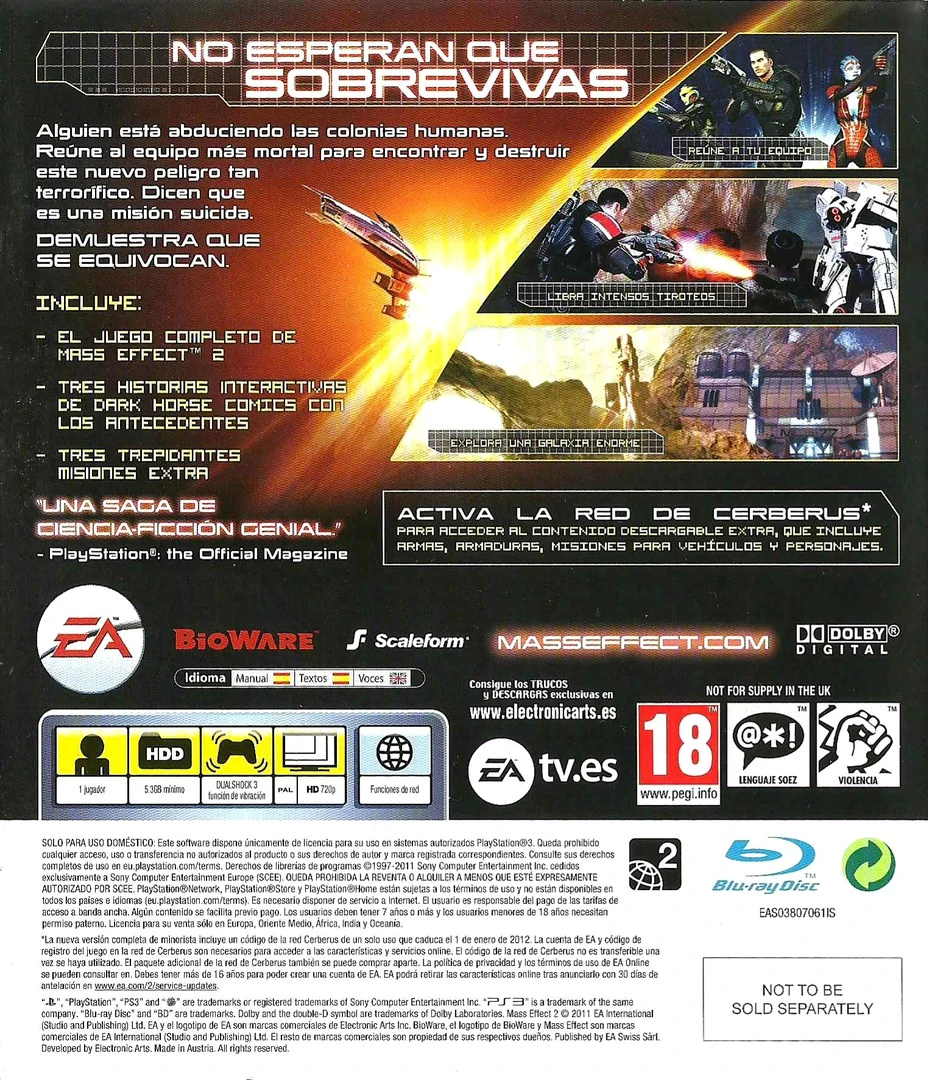 NO ESPERAN QUE
SOBREVIVAS
Alguien está abduciendo las colonias humanas.
Reúne al equipo más mortal para encontrar y destruir
este nuevo peligro tan
terrorífico. Dicen que
es una misión suicida.
DEMUESTRA QUE
SE EQUIVOCAN.
REÚNE A TU EQUIPO
LIBRA INTENSOS TIROTEOS
EXPLORA UNA GALAXIA ENORME
INCLUYE:
- EL JUEGO COMPLETO DE
MASS EFFECT™ 2
- TRES HISTORIAS INTERACTIVAS
DE DARK HORSE COMICS CON
LOS ANTECEDENTES
- TRES TREPIDANTES
MISIONES EXTRA
"UNA SAGA DE
CIENCIA-FICCIÓN GENIAL."
- PlayStation®: the Official Magazine
ACTIVA LA RED DE CERBERUS*
PARA ACCEDER AL CONTENIDO DESCARGABLE EXTRA, QUE INCLUYE
ARMAS, ARMADURAS, MISIONES PARA VEHÍCULOS Y PERSONAJES.
EA™
BIOWARE™
Scaleform®
MASSEFFECT.COM
DOLBY®
DIGITAL
Idioma Manual Textos Voces
Consigue los TRUCOS
y DESCARGAS exclusivas en
www.electronicarts.es
EA tv.es
NOT FOR SUPPLY IN THE UK
18™
www.pegi.info
@*!™
LENGUAJE SOEZ
™
VIOLENCIA
1 jugador
HDD
5.3GB mínimo
DUALSHOCK 3
función de vibración
PAL HD 720p
Funciones de red
SOLO PARA USO DOMÉSTICO: Este software dispone únicamente de licencia para su uso en sistemas autorizados PlayStation®3. Queda prohibido
cualquier acceso, uso o transferencia no autorizados al producto o sus derechos de autor y marca registrada correspondientes. Consulte sus derechos
completos de uso en eu.playstation.com/terms. Derechos de librerías de programas ©1997-2011 Sony Computer Entertainment Inc. cedidos
exclusivamente a Sony Computer Entertainment Europe (SCEE). QUEDA PROHIBIDA LA REVENTA O ALQUILER A MENOS QUE ESTÉ EXPRESAMENTE
AUTORIZADO POR SCEE. PlayStation®Network, PlayStation®Store y PlayStation®Home están sujetas a los términos de uso y no están disponibles en
todos los países e idiomas (eu.playstation.com/terms). Es necesario disponer de servicio a Internet. El usuario es responsable del pago de las tarifas de
acceso a banda ancha. Algún contenido se facilita previo pago. Los usuarios deben tener 7 años o más y los usuarios menores de 18 años necesitan
permiso paterno. Licencia para su venta sólo en Europa, Oriente Medio, África, India y Oceanía.
*La nueva versión completa de minorista incluye un código de la red Cerberus de un solo uso que caduca el 1 de enero de 2012. La cuenta de EA y código de
registro del juego en la red de Cerberus son necesarios para acceder a las características y servicios online. El código de la red de Cerberus no es transferible una
vez se haya utilizado. El paquete adicional de la red de Cerberus también se puede comprar aparte. La política de privacidad y los términos de uso de EA Online
se pueden consultar en. Debes tener más de 16 años para poder crear una cuenta de EA. EA podrá retirar las características online tras anunciarlo con 30 días de
antelación en www.ea.com/2/service-updates.
", "PlayStation", "PS3" and " " are trademarks or registered trademarks of Sony Computer Entertainment Inc. "PS3" is a trademark of the same
company. "Blu-ray Disc" and "BD" are trademarks. Dolby and the double-D symbol are trademarks of Dolby Laboratories. Mass Effect 2 © 2011 EA International
(Studio and Publishing) Ltd. EA y el logotipo de EA son marcas comerciales de Electronic Arts Inc. BioWare, el logotipo de BioWare y Mass Effect son marcas
comerciales de EA International (Studio and Publishing) Ltd. El resto de marcas comerciales son propiedad de sus respectivos dueños. Published by EA Swiss Sàrl.
Developed by Electronic Arts. Made in Austria. All rights reserved.
2
Blu-ray Disc™
EAS03807061IS
NOT TO BE
SOLD SEPARATELY